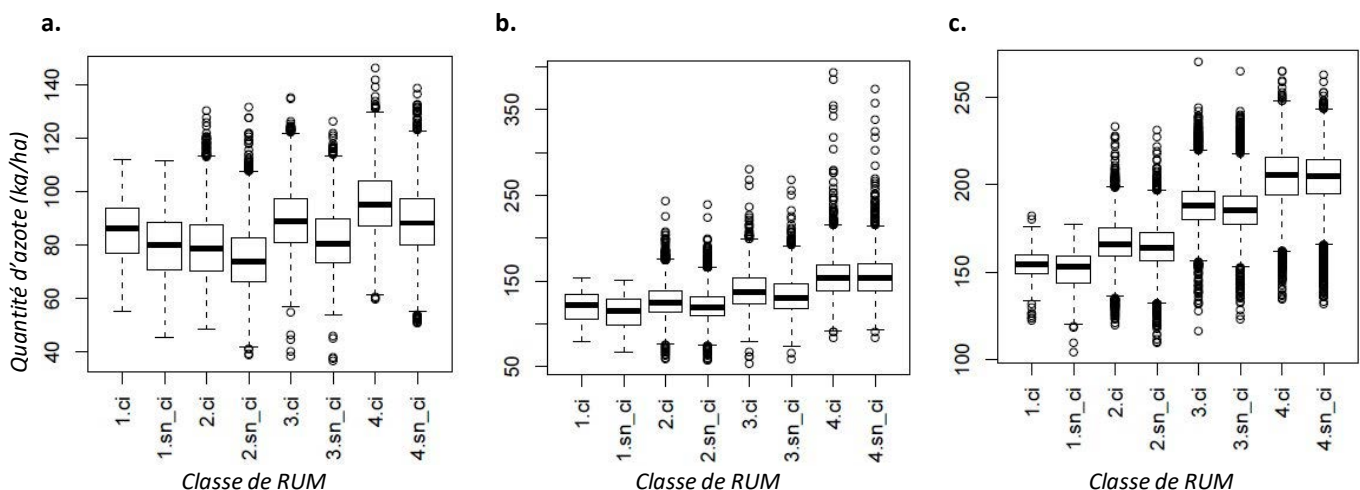 a.
b.
c.
Quantité d'azote (kg/ha)
40
60
80
100
120
140
1.ci
1.sn_ci
2.ci
2.sn_ci
3.ci
3.sn_ci
4.ci
4.sn_ci
Classe de RUM
50
150
250
350
1.ci
1.sn_ci
2.ci
2.sn_ci
3.ci
3.sn_ci
4.ci
4.sn_ci
Classe de RUM
100
150
200
250
1.ci
1.sn_ci
2.ci
2.sn_ci
3.ci
3.sn_ci
4.ci
4.sn_ci
Classe de RUM